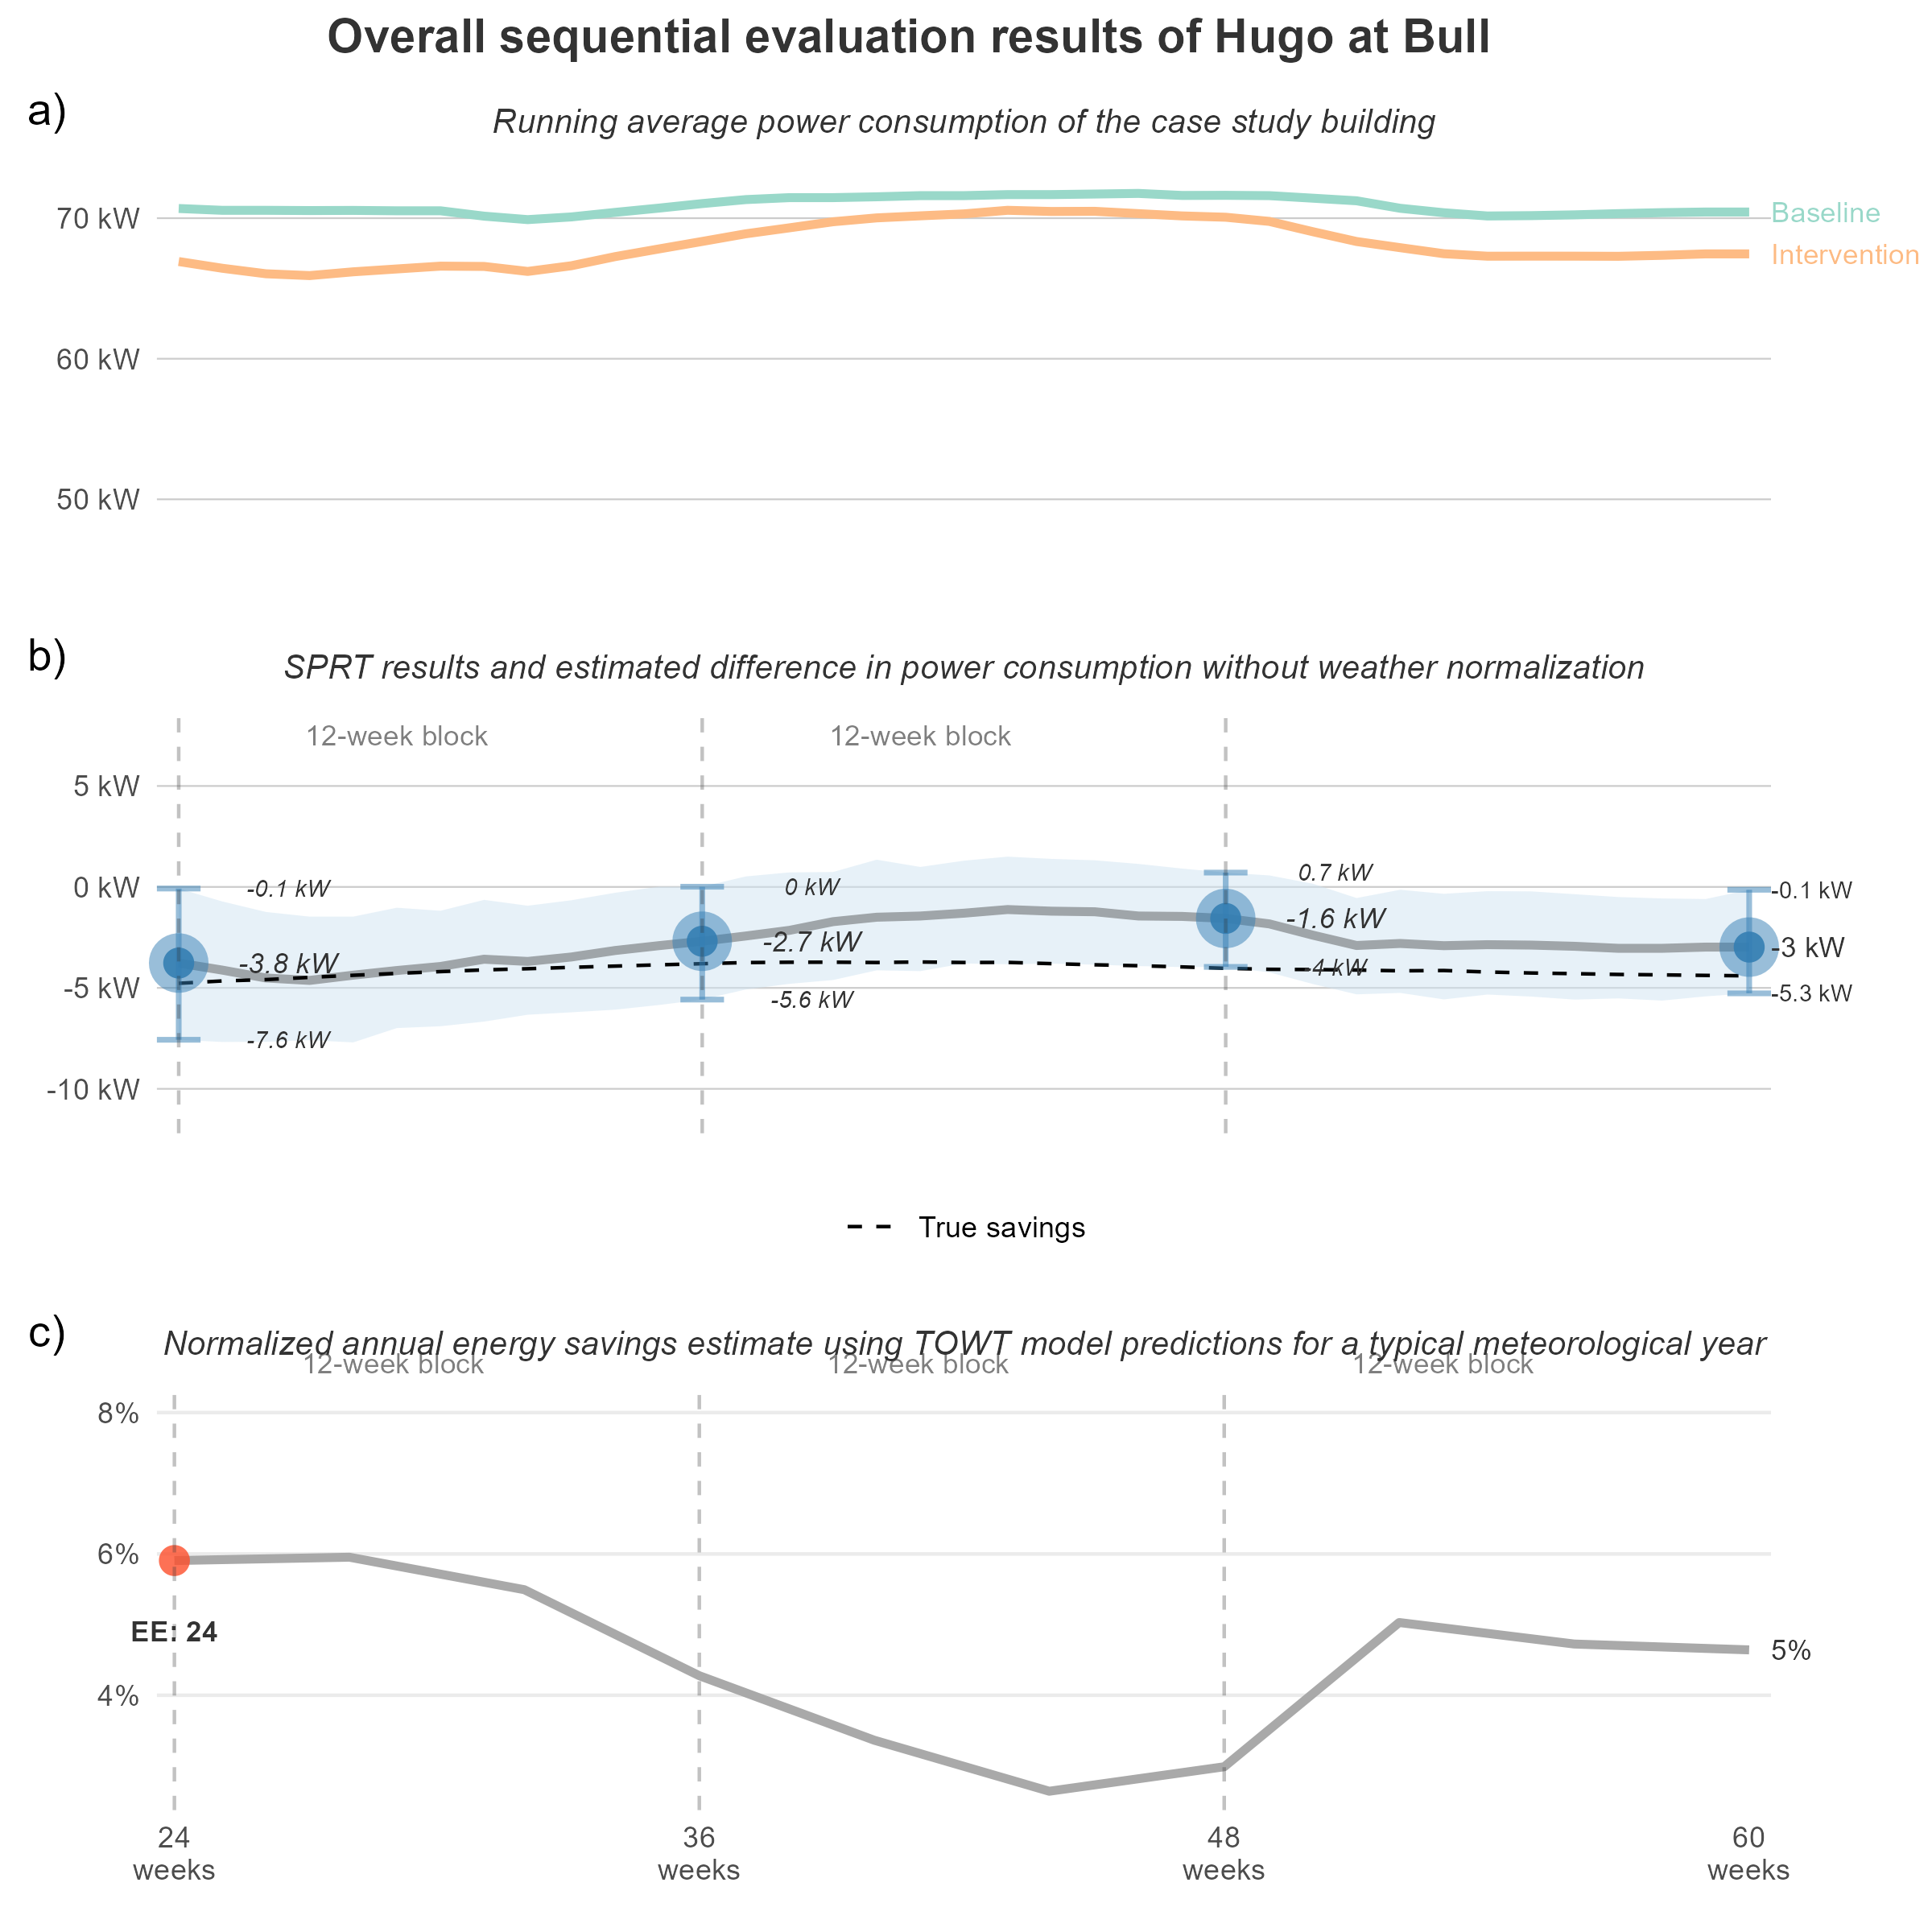 Overall sequential evaluation results of Hugo at Bull
a)
Running average power consumption of the case study building
70 kW
60 kW
50 kW
Baseline
Intervention
b)
SPRT results and estimated difference in power consumption without weather normalization
12-week block
12-week block
5 kW
0 kW
-5 kW
-10 kW
-0.1 kW
-3.8 kW
-7.6 kW
0 kW
-2.7 kW
-5.6 kW
0.7 kW
-1.6 kW
-4 kW
-0.1 kW
-3 kW
-5.3 kW
True savings
c)
Normalized annual energy savings estimate using TOWT model predictions for a typical meteorological year
12-week block
12-week block
12-week block
8%
6%
4%
EE: 24
5%
24
weeks
36
weeks
48
weeks
60
weeks